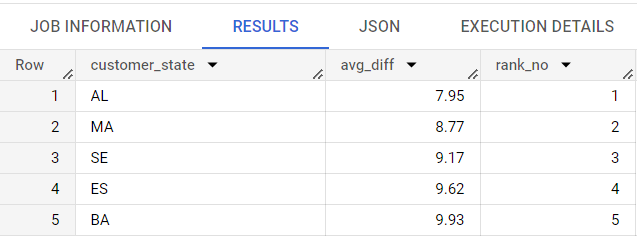 JOB INFORMATION RESULTS JSON EXECUTION DETAILS
Row customer_state avg_diff rank_no
1 AL 7.95 1
2 MA 8.77 2
3 SE 9.17 3
4 ES 9.62 4
5 BA 9.93 5